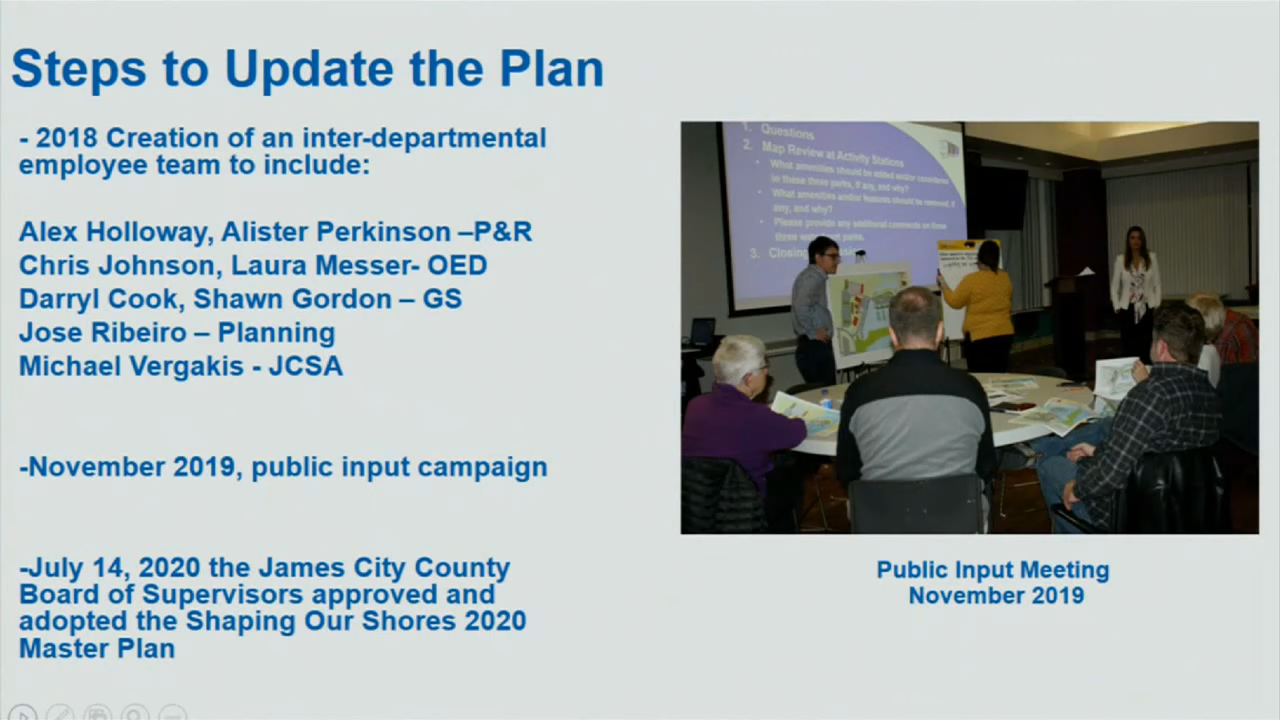 Steps to Update the Plan
- 2018 Creation of an inter-departmental
employee team to include:
Alex Holloway, Alister Perkinson –P&R
Chris Johnson, Laura Messer- OED
Darryl Cook, Shawn Gordon – GS
Jose Ribeiro – Planning
Michael Vergakis - JCSA
-November 2019, public input campaign
-July 14, 2020 the James City County
Board of Supervisors approved and
adopted the Shaping Our Shores 2020
Master Plan
1. Questions
2. Map Review at Activity Stations
• What amenities should be added and/or
in these three parks, if any, and why?
• What amenities and/or features should be removed, if
any, and why?
• Please provide any additional comments on these
three parks.
3. Closing
Public Input Meeting
November 2019